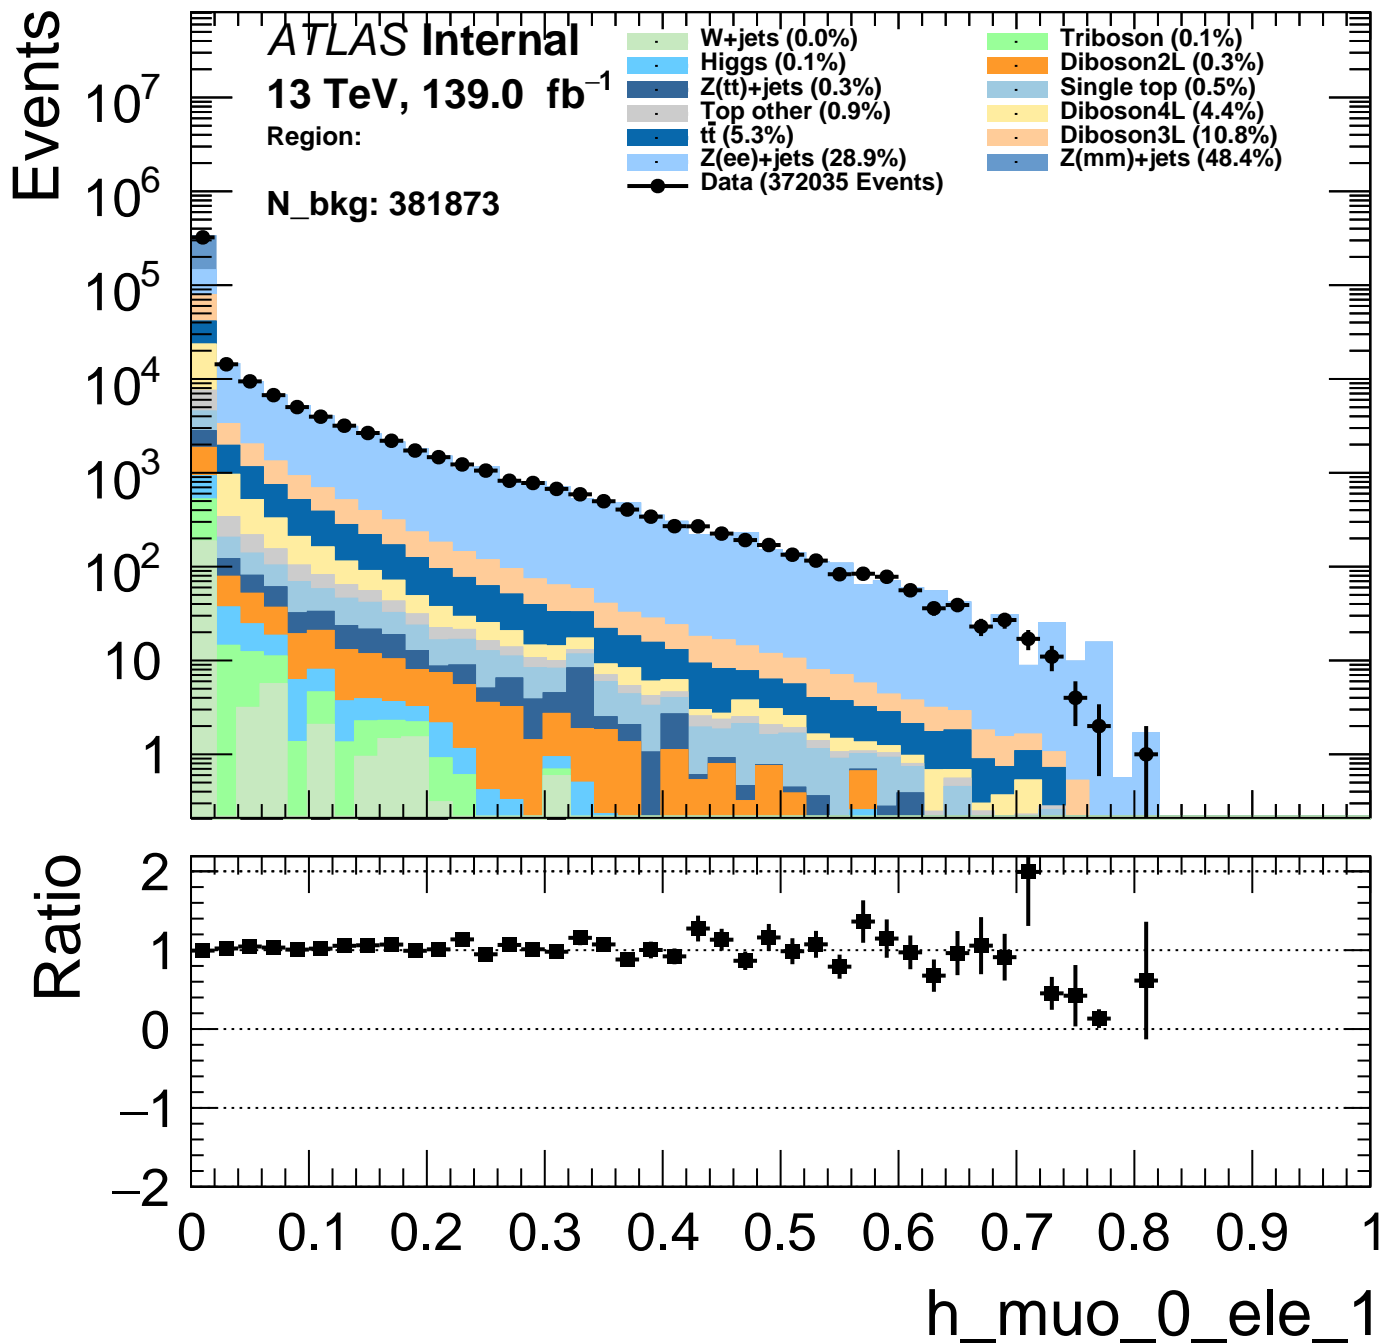 Events
ATLAS Internal
13 TeV, 139.0 fb⁻¹
Region:
N_bkg: 381873
W+jets (0.0%)
Higgs (0.1%)
Z(tt)+jets (0.3%)
Top other (0.9%)
tt̄ (5.3%)
Z(ee)+jets (28.9%)
Data (372035 Events)
Triboson (0.1%)
Diboson2L (0.3%)
Single top (0.5%)
Diboson4L (4.4%)
Diboson3L (10.8%)
Z(mm)+jets (48.4%)
10⁷
10⁶
10⁵
10⁴
10³
10²
10
1
Ratio
2
1
0
−1
−2
0 0.1 0.2 0.3 0.4 0.5 0.6 0.7 0.8 0.9 1
h_muo_0_ele_1